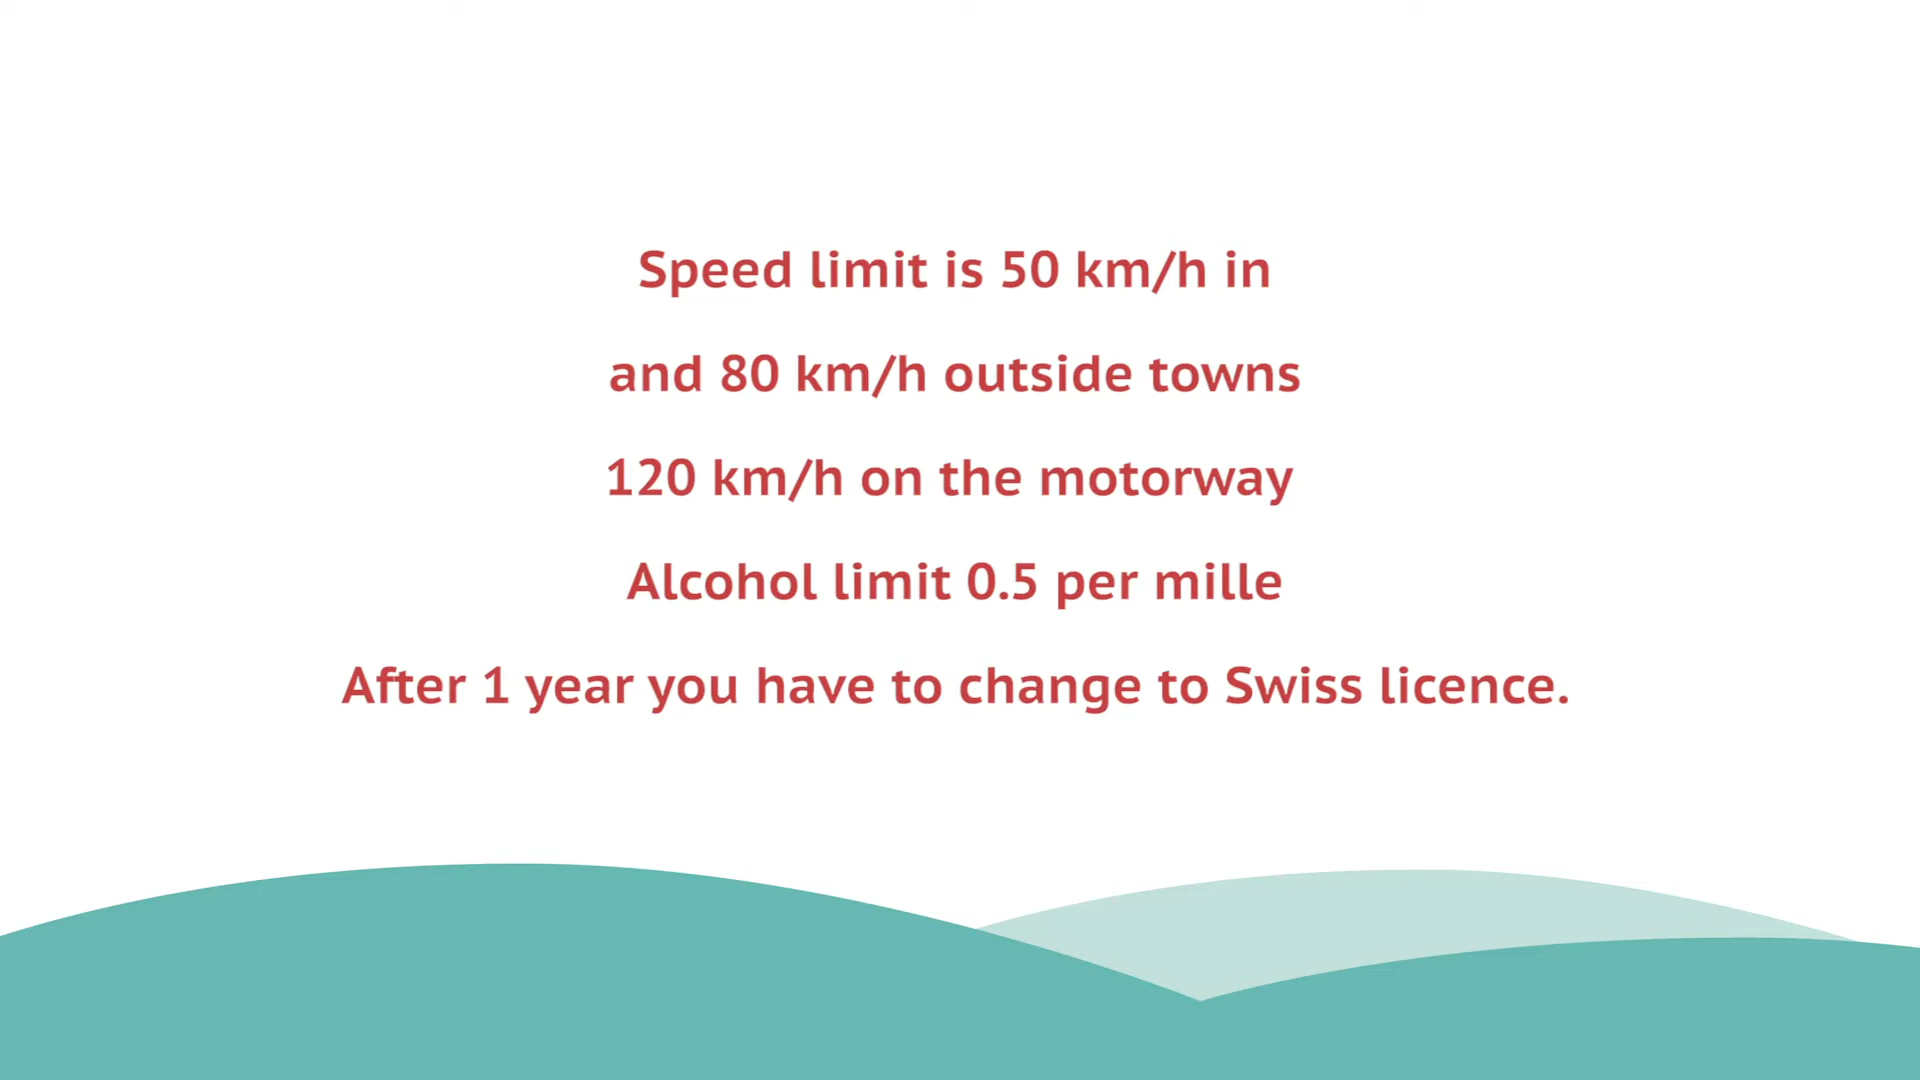 Speed limit is 50 km/h in
and 80 km/h outside towns
120 km/h on the motorway
Alcohol limit 0.5 per mille
After 1 year you have to change to Swiss licence.